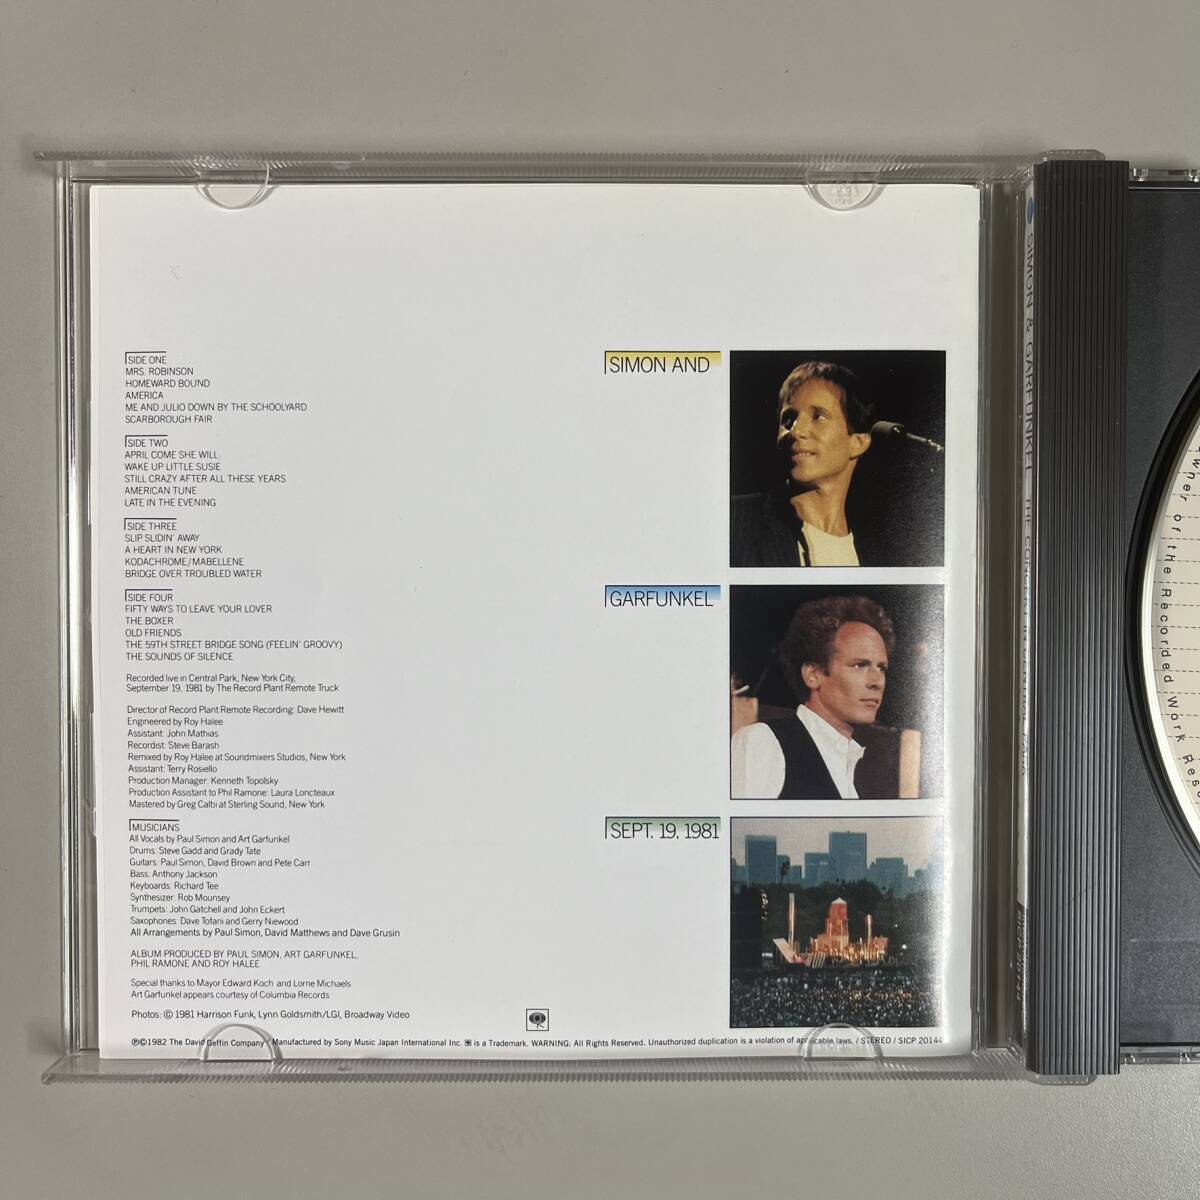 SIDE ONE
MRS. ROBINSON
HOMEWARD BOUND
AMERICA
ME AND JULIO DOWN BY THE SCHOOLYARD
SCARBOROUGH FAIR
SIDE TWO
APRIL COME SHE WILL
WAKE UP LITTLE SUSIE
STILL CRAZY AFTER ALL THESE YEARS
AMERICAN TUNE
LATE IN THE EVENING
SIDE THREE
SLIP SLIDIN' AWAY
A HEART IN NEW YORK
KODACHROME/MABELLENE
BRIDGE OVER TROUBLED WATER
SIDE FOUR
FIFTY WAYS TO LEAVE YOUR LOVER
THE BOXER
OLD FRIENDS
THE 59TH STREET BRIDGE SONG (FEELIN' GROOVY)
THE SOUNDS OF SILENCE
Recorded live in Central Park, New York City,
September 19, 1981 by The Record Plant Remote Truck
Director of Record Plant Remote Recording: Dave Hewitt
Engineered by Roy Halee
Assistant: John Mathias
Recordist: Steve Barash
Remixed by Roy Halee at Soundmixers Studios, New York
Assistant: Terry Rosiello
Production Manager: Kenneth Topolsky
Production Assistant to Phil Ramone: Laura Loncteaux
Mastered by Greg Calbi at Sterling Sound, New York
MUSICIANS
All Vocals by Paul Simon and Art Garfunkel
Drums: Steve Gadd and Grady Tate
Guitars: Paul Simon, David Brown and Pete Carr
Bass: Anthony Jackson
Keyboards: Richard Tee
Synthesizer: Rob Mounsey
Trumpets: John Gatchell and John Eckert
Saxophones: Dave Tofani and Gerry Niewood
All Arrangements by Paul Simon, David Matthews and Dave Grusin
ALBUM PRODUCED BY PAUL SIMON, ART GARFUNKEL,
PHIL RAMONE AND ROY HALEE
Special thanks to Mayor Edward Koch and Lorne Michaels
Art Garfunkel appears courtesy of Columbia Records
Photos: © 1981 Harrison Funk, Lynn Goldsmith/LGI, Broadway Video
℗©1982 The David Geffin Company / Manufactured by Sony Music Japan International Inc. is a Trademark. WARNING: All Rights Reserved. Unauthorized duplication is a violation of applicable laws. / STEREO / SICP 20144
SIMON AND
GARFUNKEL
SEPT. 19, 1981
SIMON & GARFUNKEL THE CONCERT IN CENTRAL PARK
SICP 20144
wner of the Recorded Work Rese